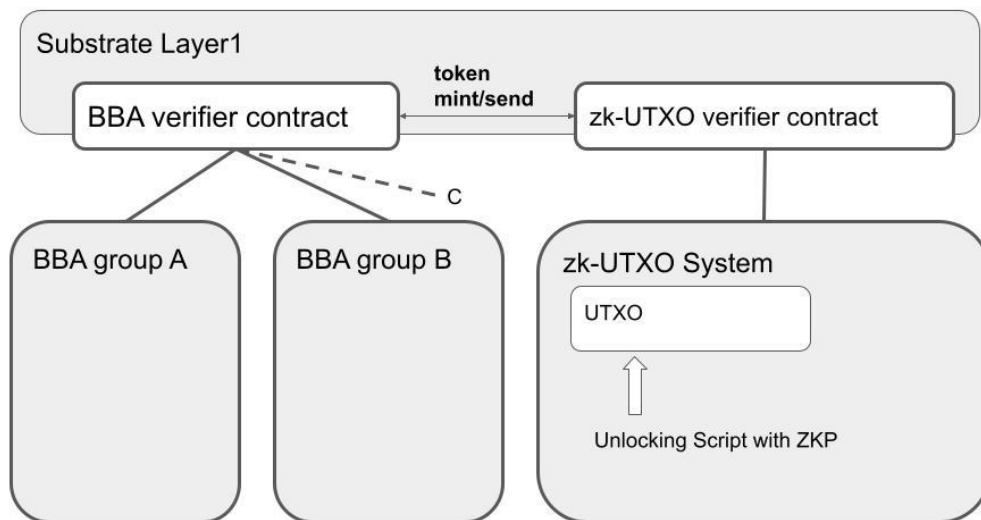 Substrate Layer1
token
mint/send
BBA verifier contract
zk-UTXO verifier contract
C
BBA group A
BBA group B
zk-UTXO System
UTXO
Unlocking Script with ZKP